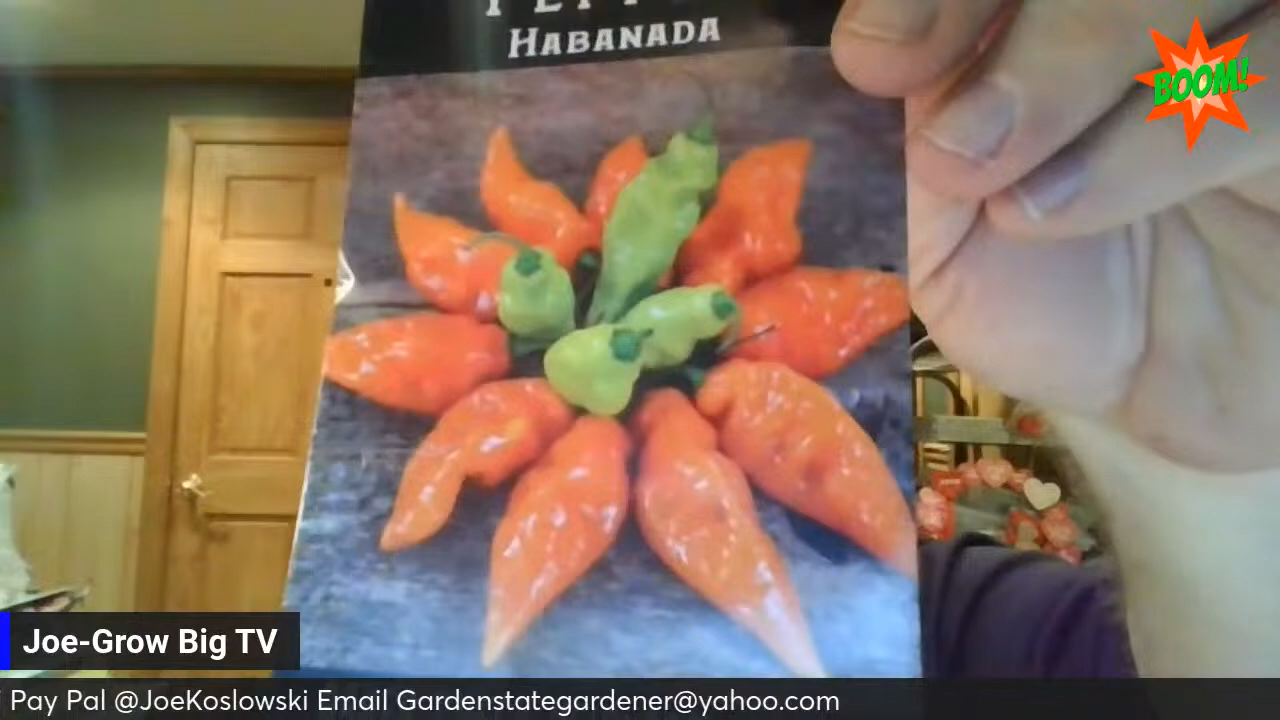 HABANADA
BOOM!
Joe-Grow Big TV
Pay Pal @JoeKoslowski Email Gardenstategardener@yahoo.com